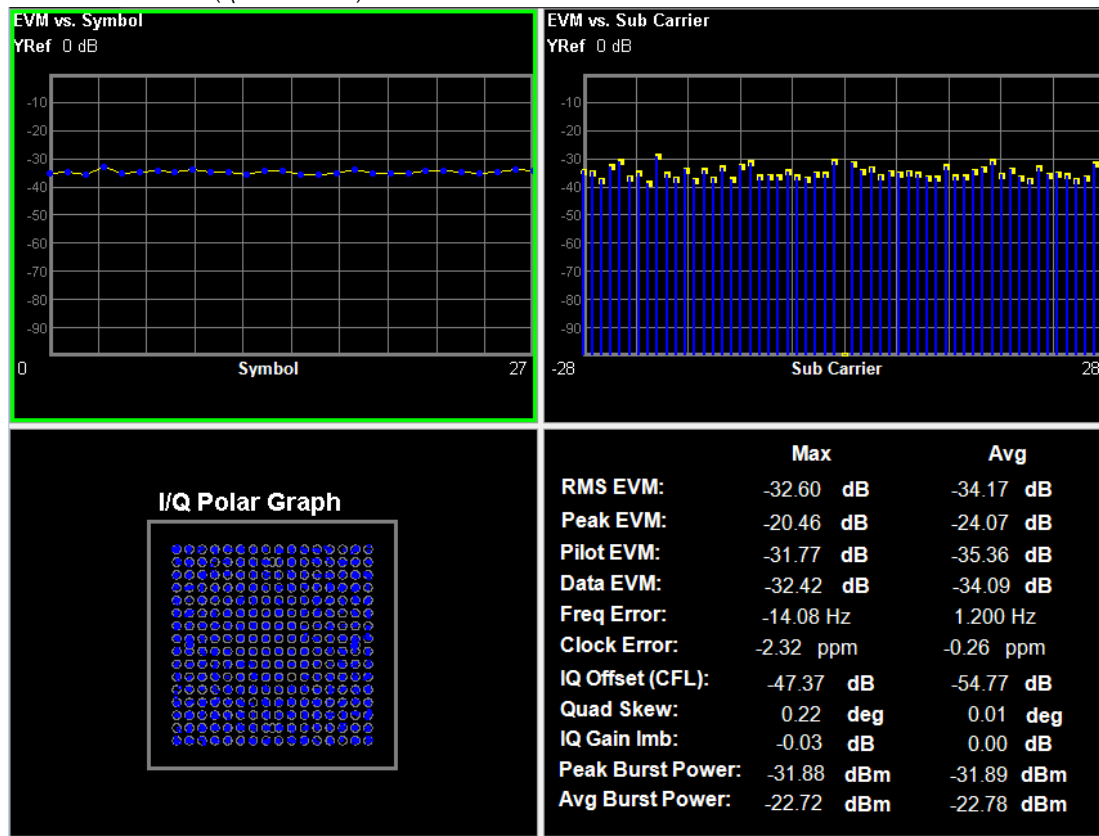 EVM vs. Symbol
YRef 0 dB
-10
-20
-30
-40
-50
-60
-70
-80
-90
0 Symbol 27
EVM vs. Sub Carrier
YRef 0 dB
-10
-20
-30
-40
-50
-60
-70
-80
-90
-28 Sub Carrier 28
I/Q Polar Graph
Max Avg
RMS EVM: -32.60 dB -34.17 dB
Peak EVM: -20.46 dB -24.07 dB
Pilot EVM: -31.77 dB -35.36 dB
Data EVM: -32.42 dB -34.09 dB
Freq Error: -14.08 Hz 1.200 Hz
Clock Error: -2.32 ppm -0.26 ppm
IQ Offset (CFL): -47.37 dB -54.77 dB
Quad Skew: 0.22 deg 0.01 deg
IQ Gain Imb: -0.03 dB 0.00 dB
Peak Burst Power: -31.88 dBm -31.89 dBm
Avg Burst Power: -22.72 dBm -22.78 dBm